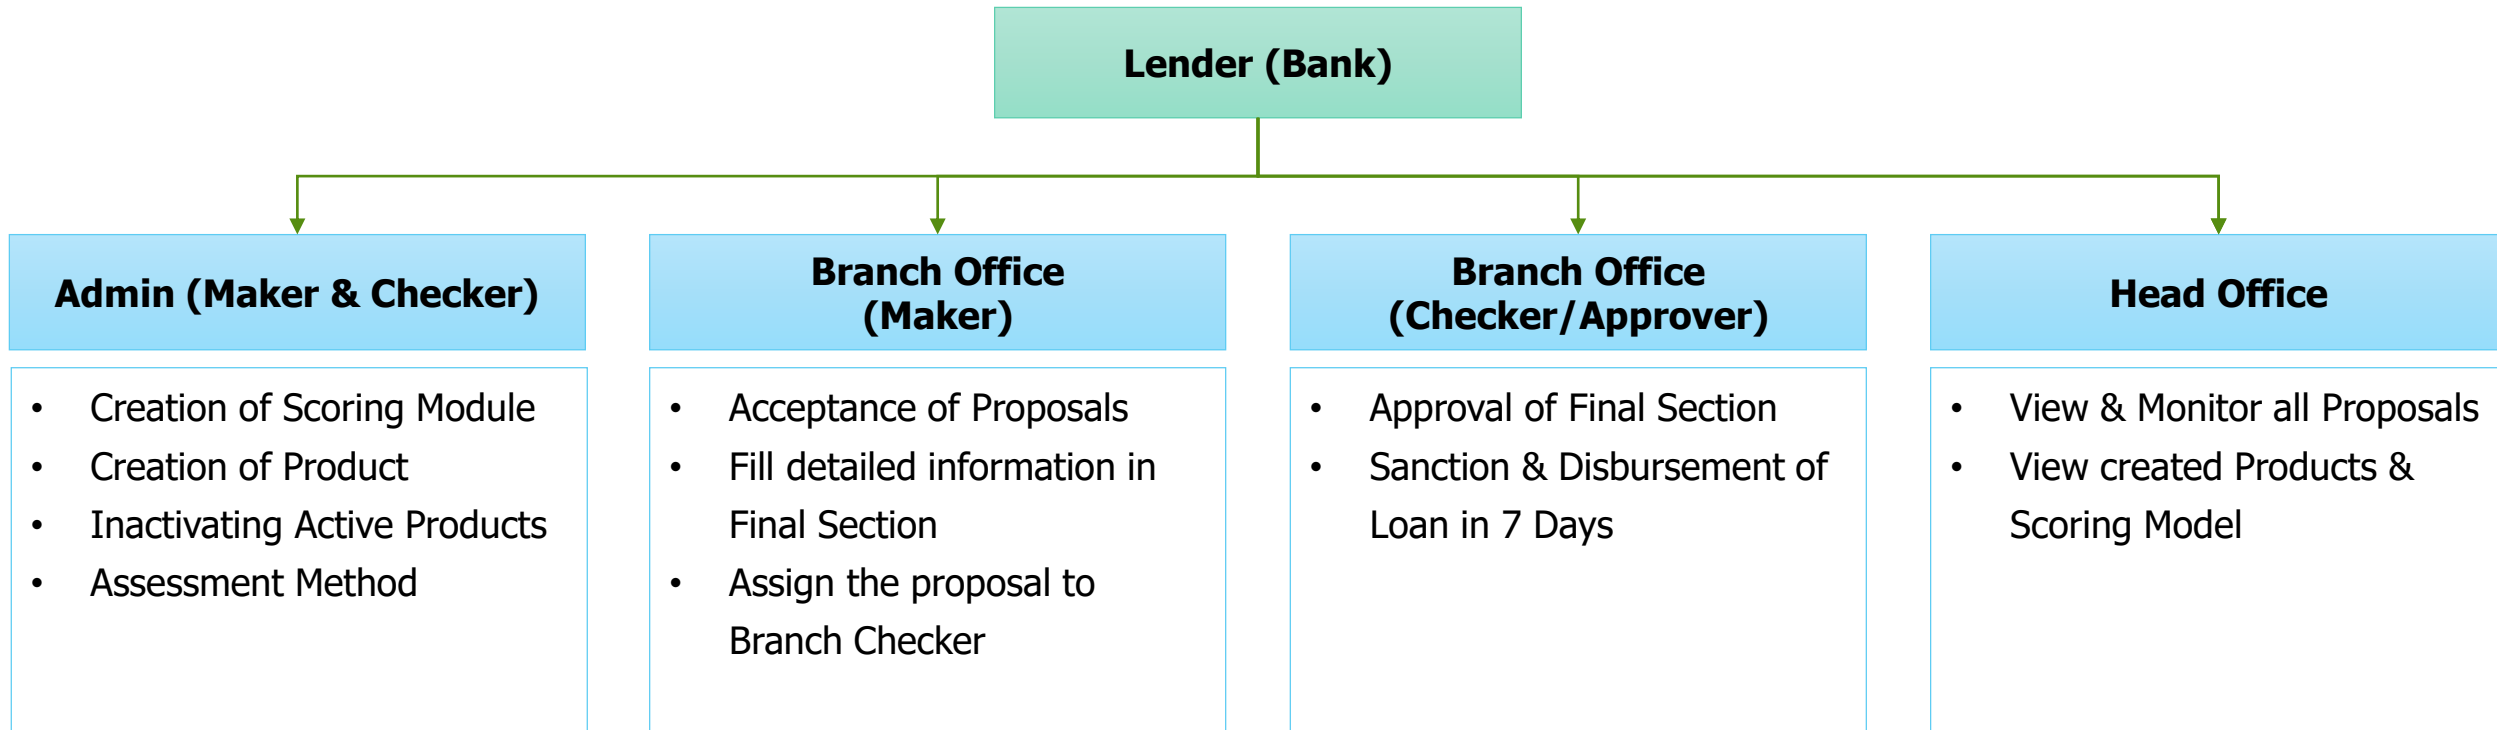 Lender (Bank)
Admin (Maker & Checker)
Branch Office
(Maker)
Branch Office
(Checker/Approver)
Head Office
• Creation of Scoring Module
• Creation of Product
• Inactivating Active Products
• Assessment Method
• Acceptance of Proposals
• Fill detailed information in
Final Section
• Assign the proposal to
Branch Checker
• Approval of Final Section
• Sanction & Disbursement of
Loan in 7 Days
• View & Monitor all Proposals
• View created Products &
Scoring Model